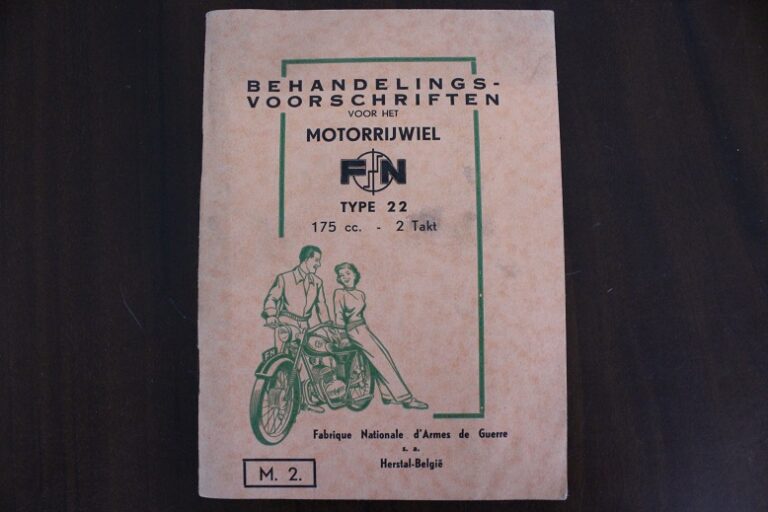 BEHANDELINGS-
VOORSCHRIFTEN
VOOR HET
MOTORRIJWIEL
FN
TYPE 22
175 cc. - 2 Takt
FN
Fabrique Nationale d'Armes de Guerre
s. a.
Herstal-België
M. 2.